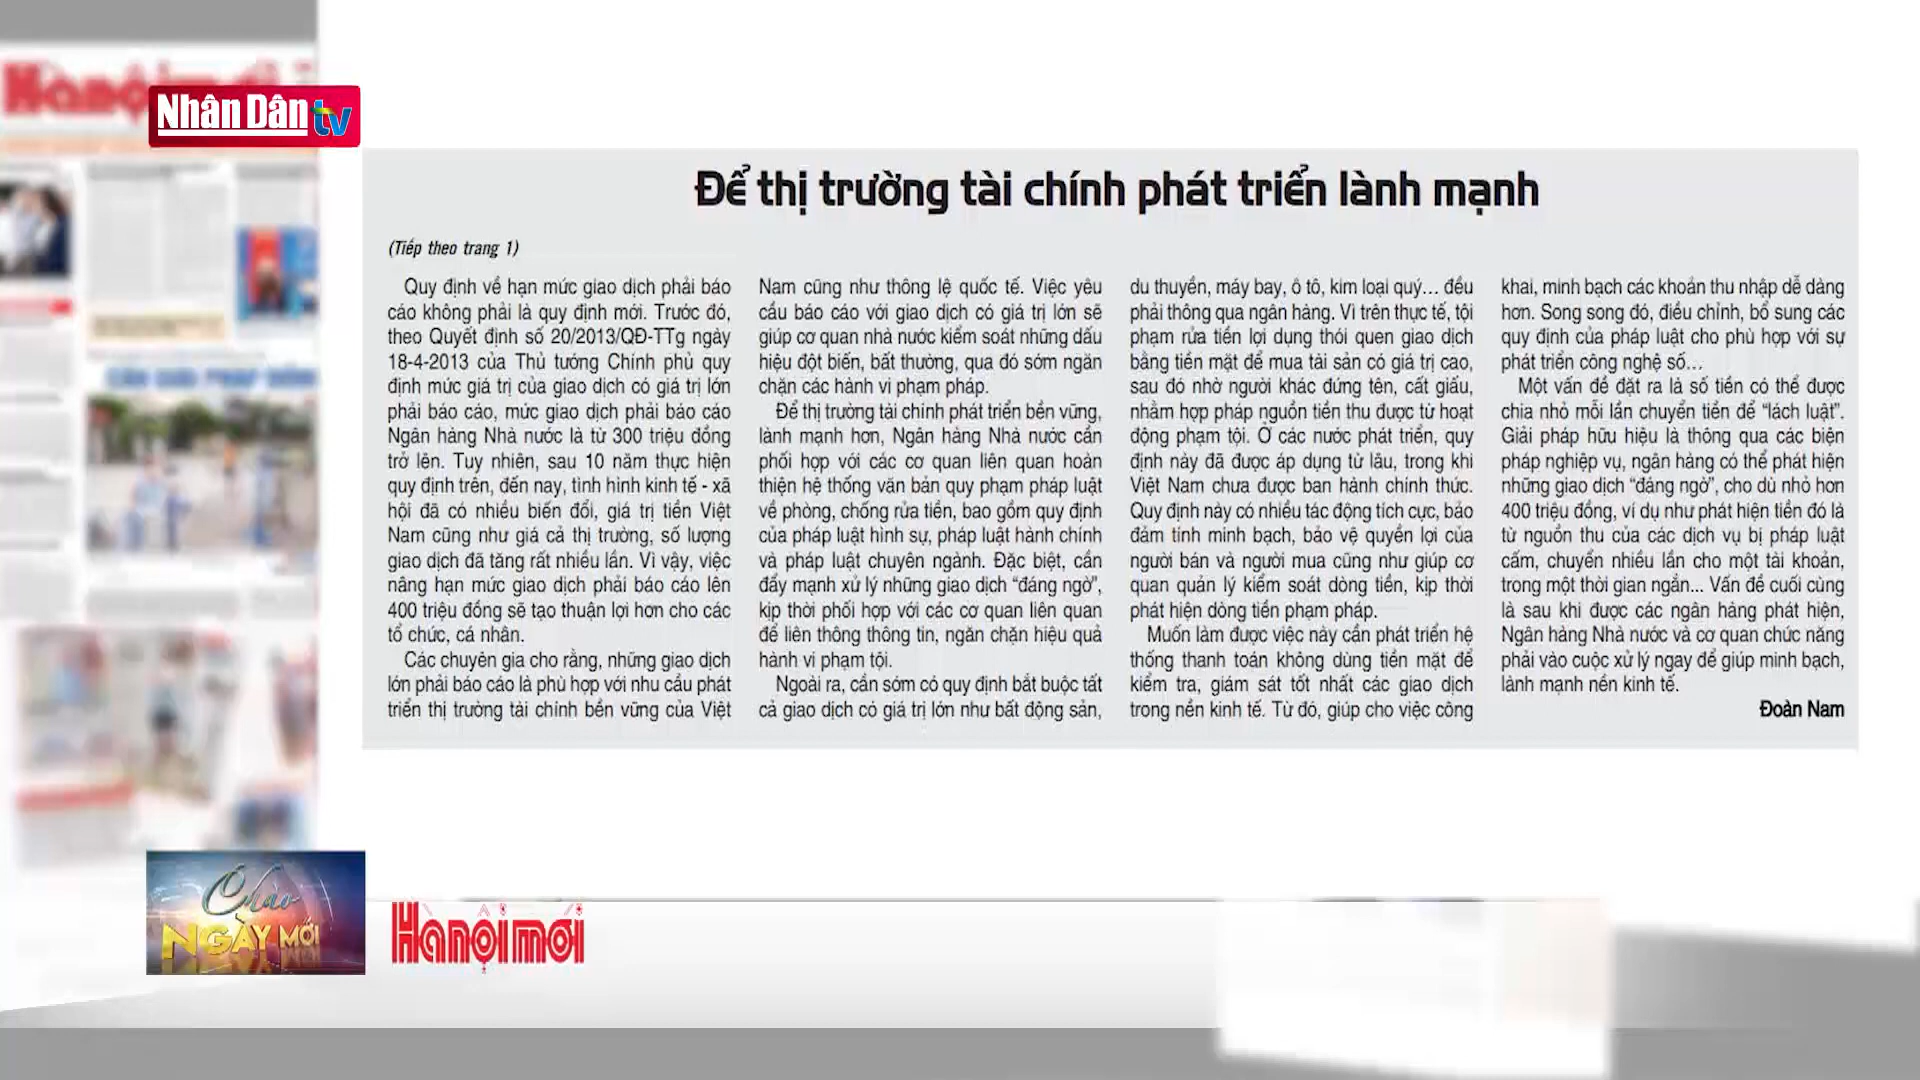 Nhân Dân tv
Để thị trường tài chính phát triển lành mạnh
(Tiếp theo trang 1)
Quy định về hạn mức giao dịch phải báo
cáo không phải là quy định mới. Trước đó,
theo Quyết định số 20/2013/QĐ-TTg ngày
18-4-2013 của Thủ tướng Chính phủ quy
định mức giá trị của giao dịch có giá trị lớn
phải báo cáo, mức giao dịch phải báo cáo
Ngân hàng Nhà nước là từ 300 triệu đồng
trở lên. Tuy nhiên, sau 10 năm thực hiện
quy định trên, đến nay, tình hình kinh tế - xã
hội đã có nhiều biến đổi, giá trị tiền Việt
Nam cũng như giá cả thị trường, số lượng
giao dịch đã tăng rất nhiều lần. Vì vậy, việc
nâng hạn mức giao dịch phải báo cáo lên
400 triệu đồng sẽ tạo thuận lợi hơn cho các
tổ chức, cá nhân.
Các chuyên gia cho rằng, những giao dịch
lớn phải báo cáo là phù hợp với nhu cầu phát
triển thị trường tài chính bền vững của Việt
Nam cũng như thông lệ quốc tế. Việc yêu
cầu báo cáo với giao dịch có giá trị lớn sẽ
giúp cơ quan nhà nước kiểm soát những dấu
hiệu đột biến, bất thường, qua đó sớm ngăn
chặn các hành vi phạm pháp.
Để thị trường tài chính phát triển bền vững,
lành mạnh hơn, Ngân hàng Nhà nước cần
phối hợp với các cơ quan liên quan hoàn
thiện hệ thống văn bản quy phạm pháp luật
về phòng, chống rửa tiền, bao gồm quy định
của pháp luật hình sự, pháp luật hành chính
và pháp luật chuyên ngành. Đặc biệt, cần
đẩy mạnh xử lý những giao dịch “đáng ngờ”,
kịp thời phối hợp với các cơ quan liên quan
để liên thông thông tin, ngăn chặn hiệu quả
hành vi phạm tội.
Ngoài ra, cần sớm có quy định bắt buộc tất
cả giao dịch có giá trị lớn như bất động sản,
du thuyền, máy bay, ô tô, kim loại quý… đều
phải thông qua ngân hàng. Vì trên thực tế, tội
phạm rửa tiền lợi dụng thói quen giao dịch
bằng tiền mặt để mua tài sản có giá trị cao,
sau đó nhờ người khác đứng tên, cất giấu,
nhằm hợp pháp nguồn tiền thu được từ hoạt
động phạm tội. Ở các nước phát triển, quy
định này đã được áp dụng từ lâu, trong khi
Việt Nam chưa được ban hành chính thức.
Quy định này có nhiều tác động tích cực, bảo
đảm tính minh bạch, bảo vệ quyền lợi của
người bán và người mua cũng như giúp cơ
quan quản lý kiểm soát dòng tiền, kịp thời
phát hiện dòng tiền phạm pháp.
Muốn làm được việc này cần phát triển hệ
thống thanh toán không dùng tiền mặt để
kiểm tra, giám sát tốt nhất các giao dịch
trong nền kinh tế. Từ đó, giúp cho việc công
khai, minh bạch các khoản thu nhập dễ dàng
hơn. Song song đó, điều chỉnh, bổ sung các
quy định của pháp luật cho phù hợp với sự
phát triển công nghệ số…
Một vấn đề đặt ra là số tiền có thể được
chia nhỏ mỗi lần chuyển tiền để “lách luật”.
Giải pháp hữu hiệu là thông qua các biện
pháp nghiệp vụ, ngân hàng có thể phát hiện
những giao dịch “đáng ngờ”, cho dù nhỏ hơn
400 triệu đồng, ví dụ như phát hiện tiền đó là
từ nguồn thu của các dịch vụ bị pháp luật
cấm, chuyển nhiều lần cho một tài khoản,
trong một thời gian ngắn... Vấn đề cuối cùng
là sau khi được các ngân hàng phát hiện,
Ngân hàng Nhà nước và cơ quan chức năng
phải vào cuộc xử lý ngay để giúp minh bạch,
lành mạnh nền kinh tế.
Đoàn Nam
Chào
NGÀY MỚI
Hànộimới